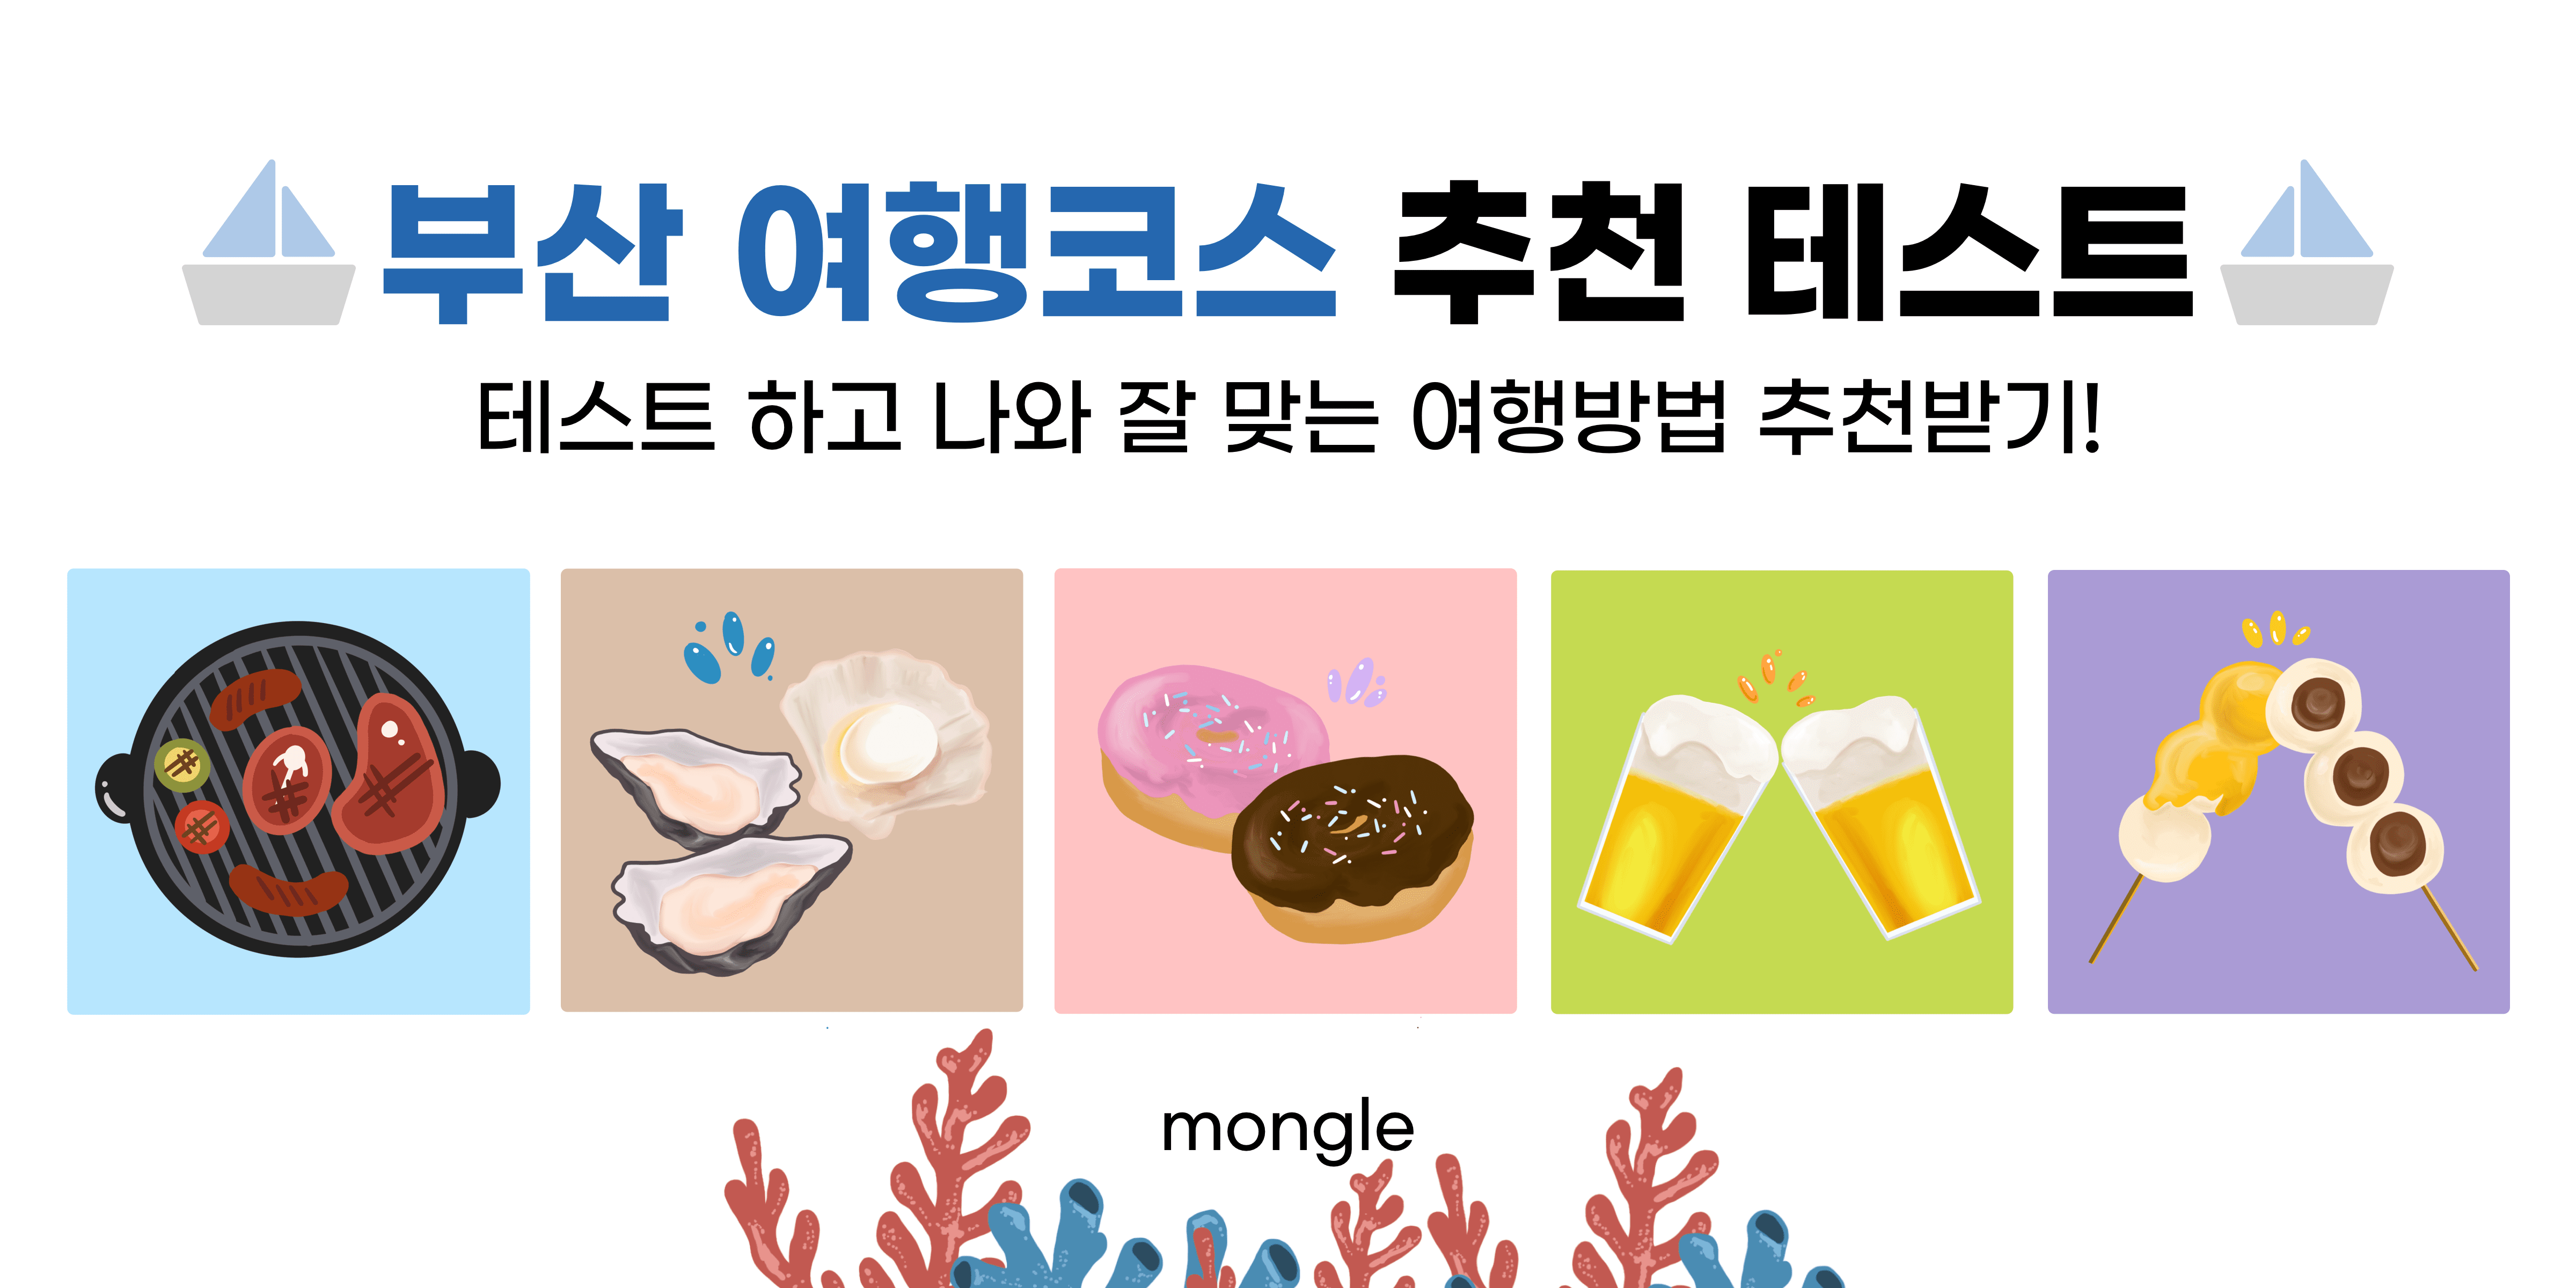 부산 여행코스 추천 테스트
테스트 하고 나와 잘 맞는 여행방법 추천받기!
mongle